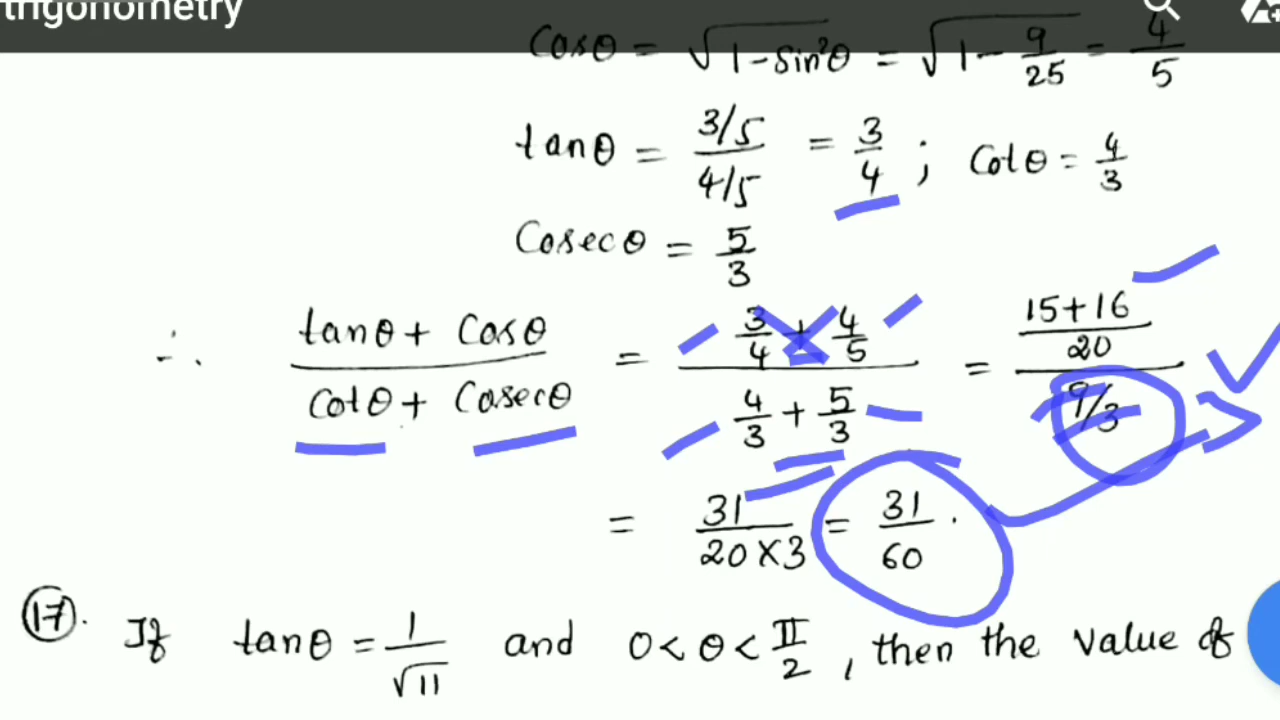 trigonometry
Cosθ = √1-Sin²θ = √1 - 9/25 = 4/5
tanθ = 3/5 / 4/5 = 3/4 ; Cotθ = 4/3
Cosecθ = 5/3
∴ tanθ + Cosθ / Cotθ + Cosecθ = 3/4 + 4/5 / 4/3 + 5/3 = 15+16/20 / 9/3
= 31/20×3 = 31/60 .
17. If tanθ = 1/√11 and 0<θ<π/2, then the value of